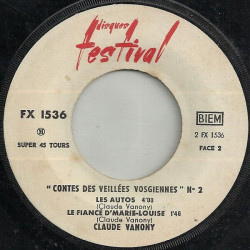 disques
festival
FX 1536
SUPER 45 TOURS
BIEM
2 FX 1536
FACE 2
"CONTES DES VEILLÉES VOSGIENNES" N° 2
LES AUTOS 4'03
(Claude Vanony)
LE FIANCÉ D'MARIE-LOUISE 1'48
(Claude Vanony)
CLAUDE VANONY